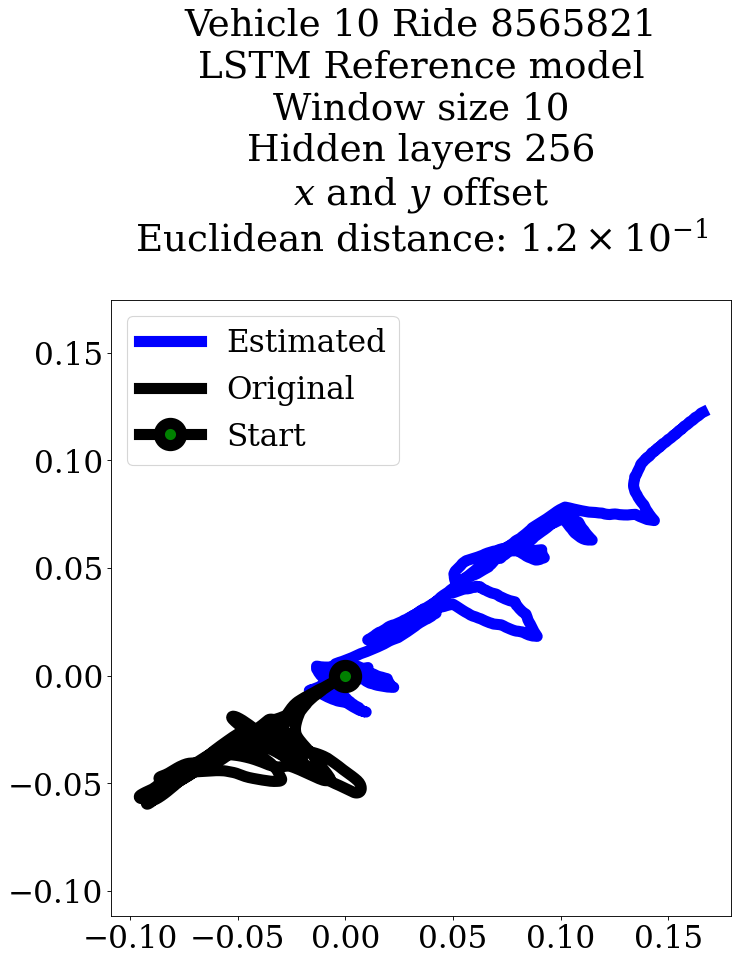 Vehicle 10 Ride 8565821
LSTM Reference model
Window size 10
Hidden layers 256
x and y offset
Euclidean distance: 1.2 × 10⁻¹
Estimated
Original
Start
0.15
0.10
0.05
0.00
−0.05
−0.10
−0.10 −0.05 0.00 0.05 0.10 0.15